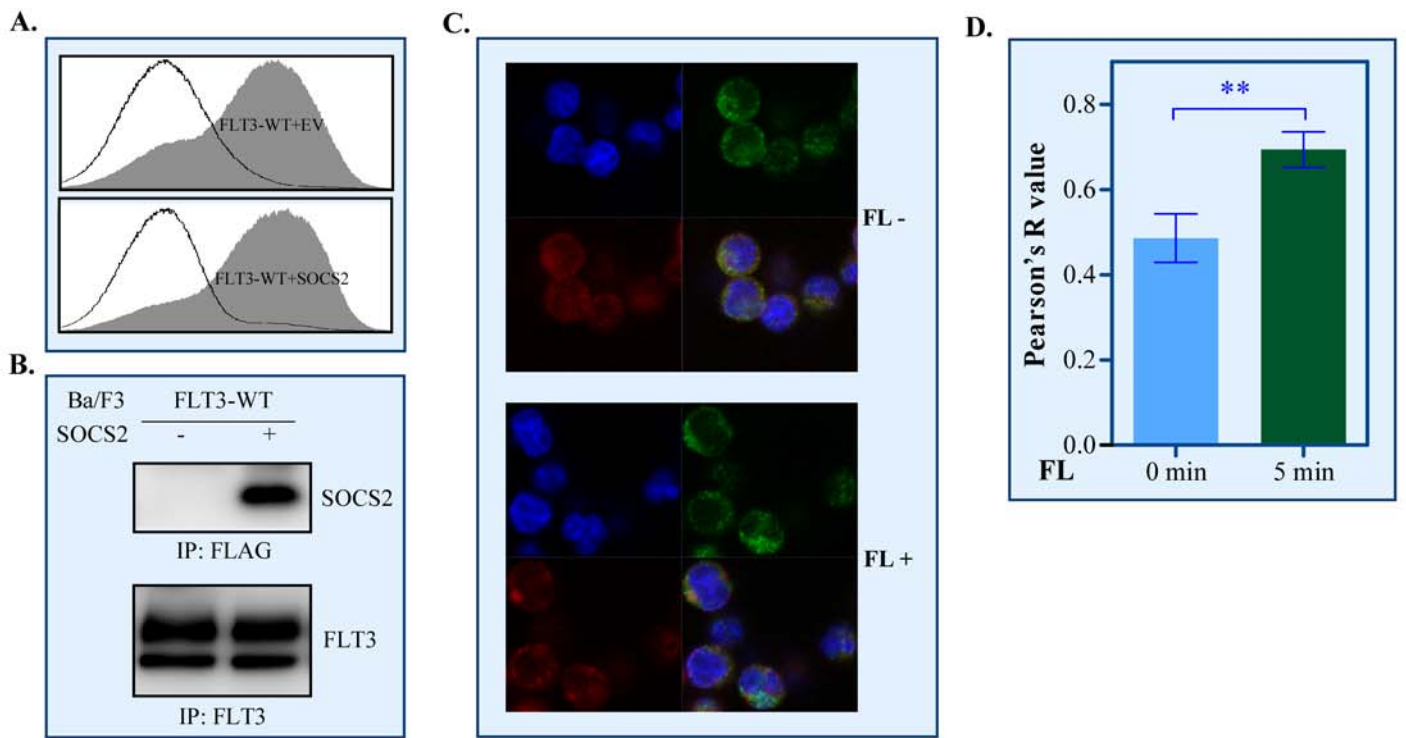 A.
FLT3-WT+EV
FLT3-WT+SOCS2
B.
Ba/F3 FLT3-WT
SOCS2 - +
SOCS2
IP: FLAG
FLT3
IP: FLT3
C.
FL -
FL +
D.
**
Pearson's R value
0.8
0.6
0.4
0.2
0.0
FL 0 min 5 min